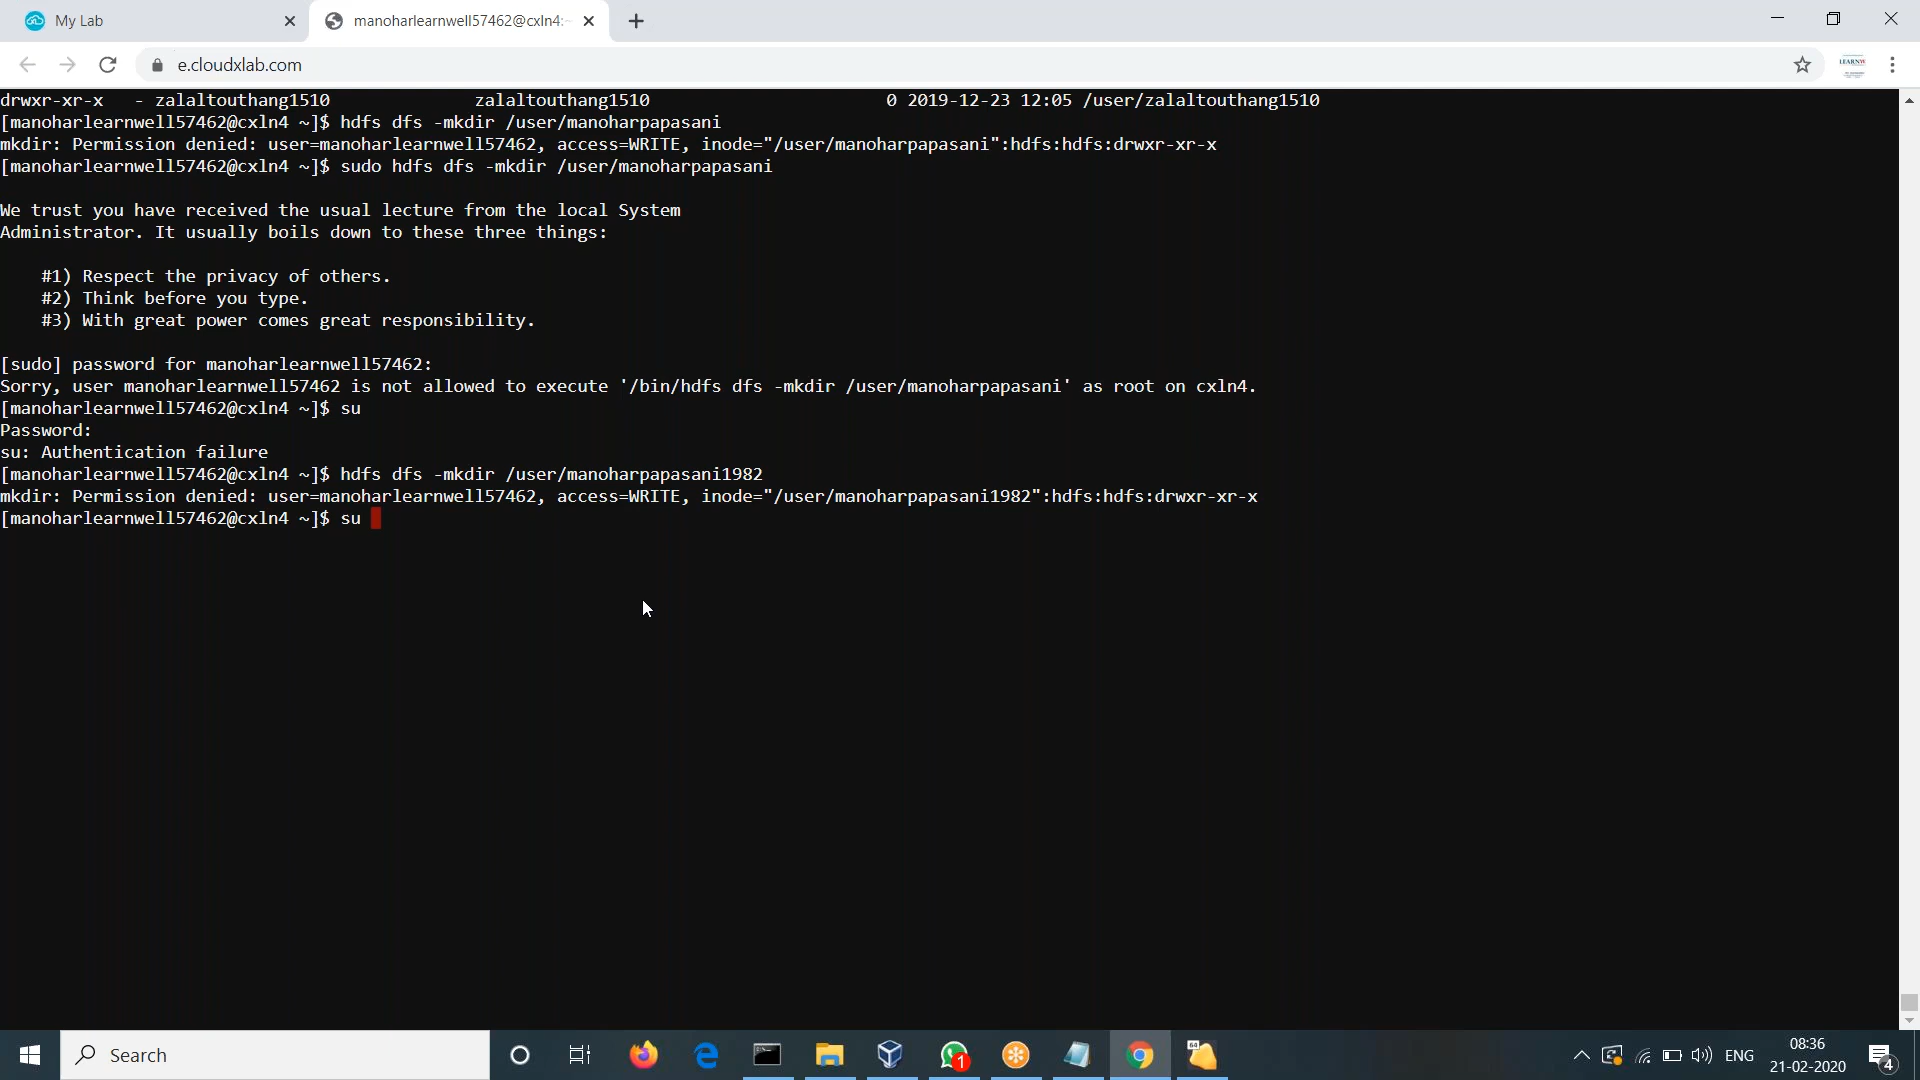 My Lab
manoharlearnwell57462@cxln4:~
e.cloudxlab.com
drwxr-xr-x   - zalaltouthang1510              zalaltouthang1510                       0 2019-12-23 12:05 /user/zalaltouthang1510
[manoharlearnwell57462@cxln4 ~]$ hdfs dfs -mkdir /user/manoharpapasani
mkdir: Permission denied: user=manoharlearnwell57462, access=WRITE, inode="/user/manoharpapasani":hdfs:hdfs:drwxr-xr-x
[manoharlearnwell57462@cxln4 ~]$ sudo hdfs dfs -mkdir /user/manoharpapasani
We trust you have received the usual lecture from the local System
Administrator. It usually boils down to these three things:
#1) Respect the privacy of others.
#2) Think before you type.
#3) With great power comes great responsibility.
[sudo] password for manoharlearnwell57462:
Sorry, user manoharlearnwell57462 is not allowed to execute '/bin/hdfs dfs -mkdir /user/manoharpapasani' as root on cxln4.
[manoharlearnwell57462@cxln4 ~]$ su
Password:
su: Authentication failure
[manoharlearnwell57462@cxln4 ~]$ hdfs dfs -mkdir /user/manoharpapasani1982
mkdir: Permission denied: user=manoharlearnwell57462, access=WRITE, inode="/user/manoharpapasani1982":hdfs:hdfs:drwxr-xr-x
[manoharlearnwell57462@cxln4 ~]$ su
Search
1
64
ENG
08:36
21-02-2020
4